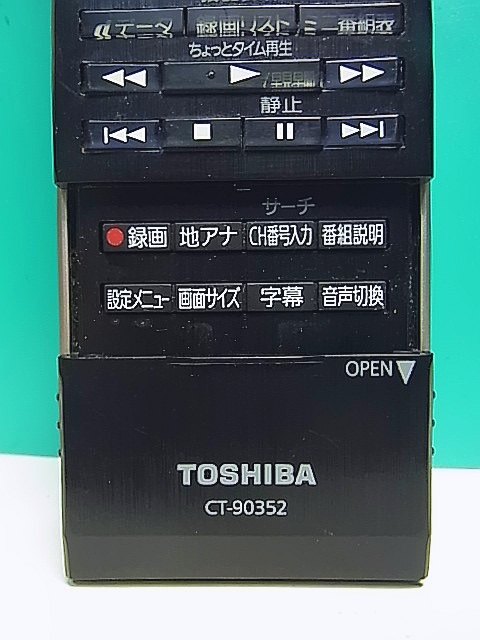 ちょっとタイム再生
静止
サーチ
録画 地アナ CH番号入力 番組説明
設定メニュー 画面サイズ 字幕 音声切換
OPEN
TOSHIBA
CT-90352